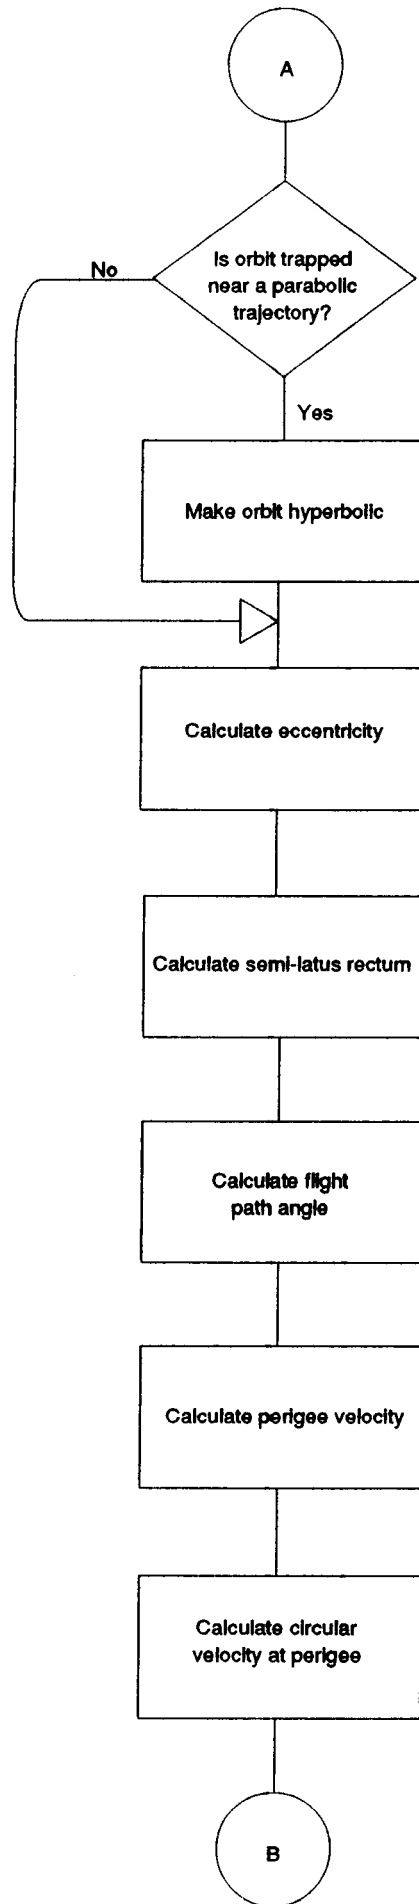 A
Is orbit trapped
near a parabolic
trajectory?
No
Yes
Make orbit hyperbolic
Calculate eccentricity
Calculate semi-latus rectum
Calculate flight
path angle
Calculate perigee velocity
Calculate circular
velocity at perigee
B